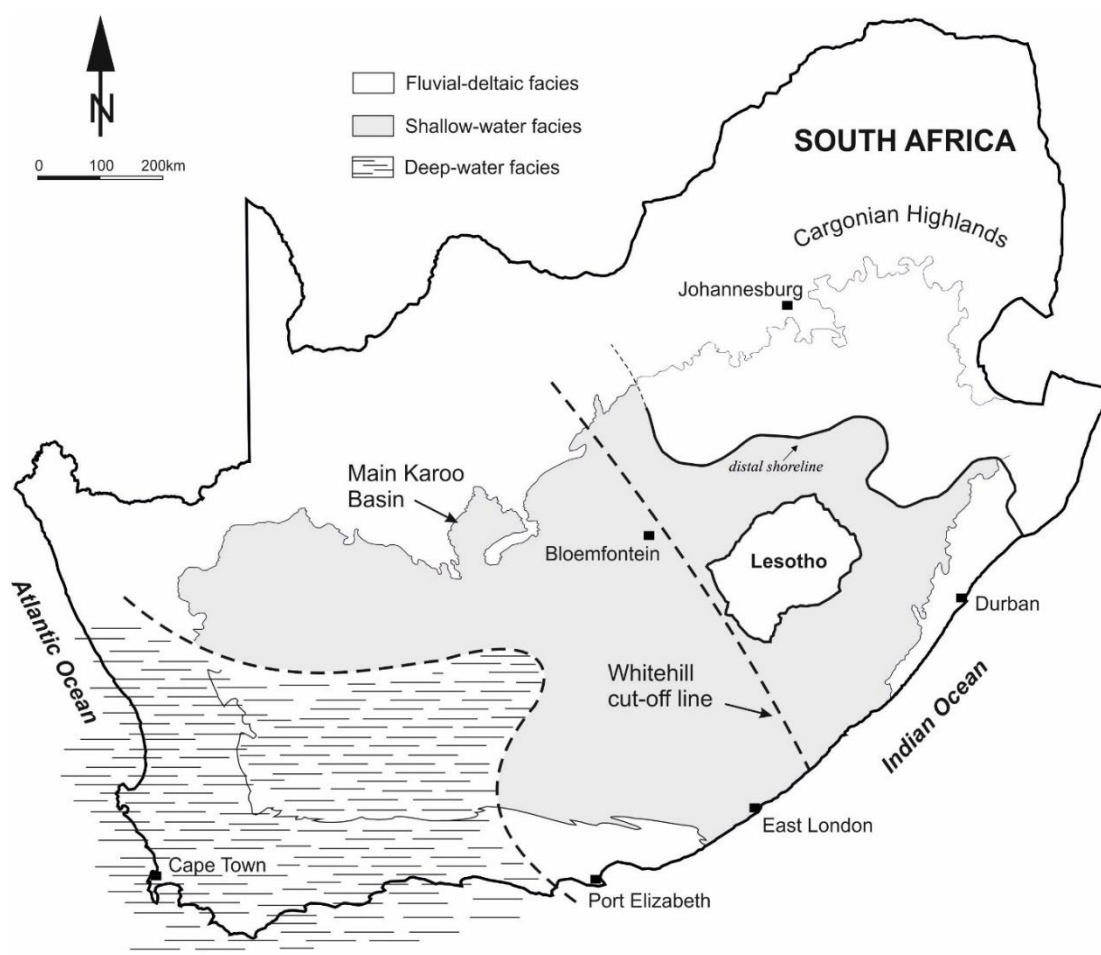 N
Fluvial-deltaic facies
Shallow-water facies
Deep-water facies
0 100 200km
SOUTH AFRICA
Cargonian Highlands
Johannesburg
distal shoreline
Main Karoo
Basin
Bloemfontein
Lesotho
Durban
Atlantic Ocean
Whitehill
cut-off line
Indian Ocean
East London
Cape Town
Port Elizabeth